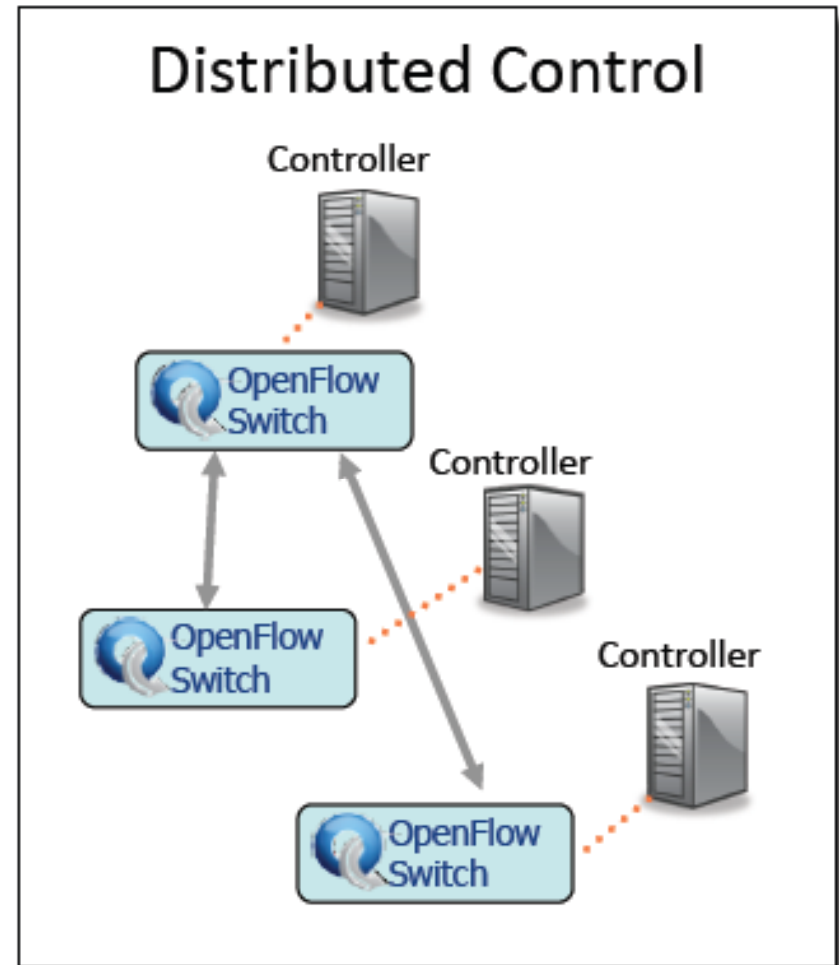 Distributed Control
Controller
OpenFlow
Switch
Controller
OpenFlow
Switch
Controller
OpenFlow
Switch